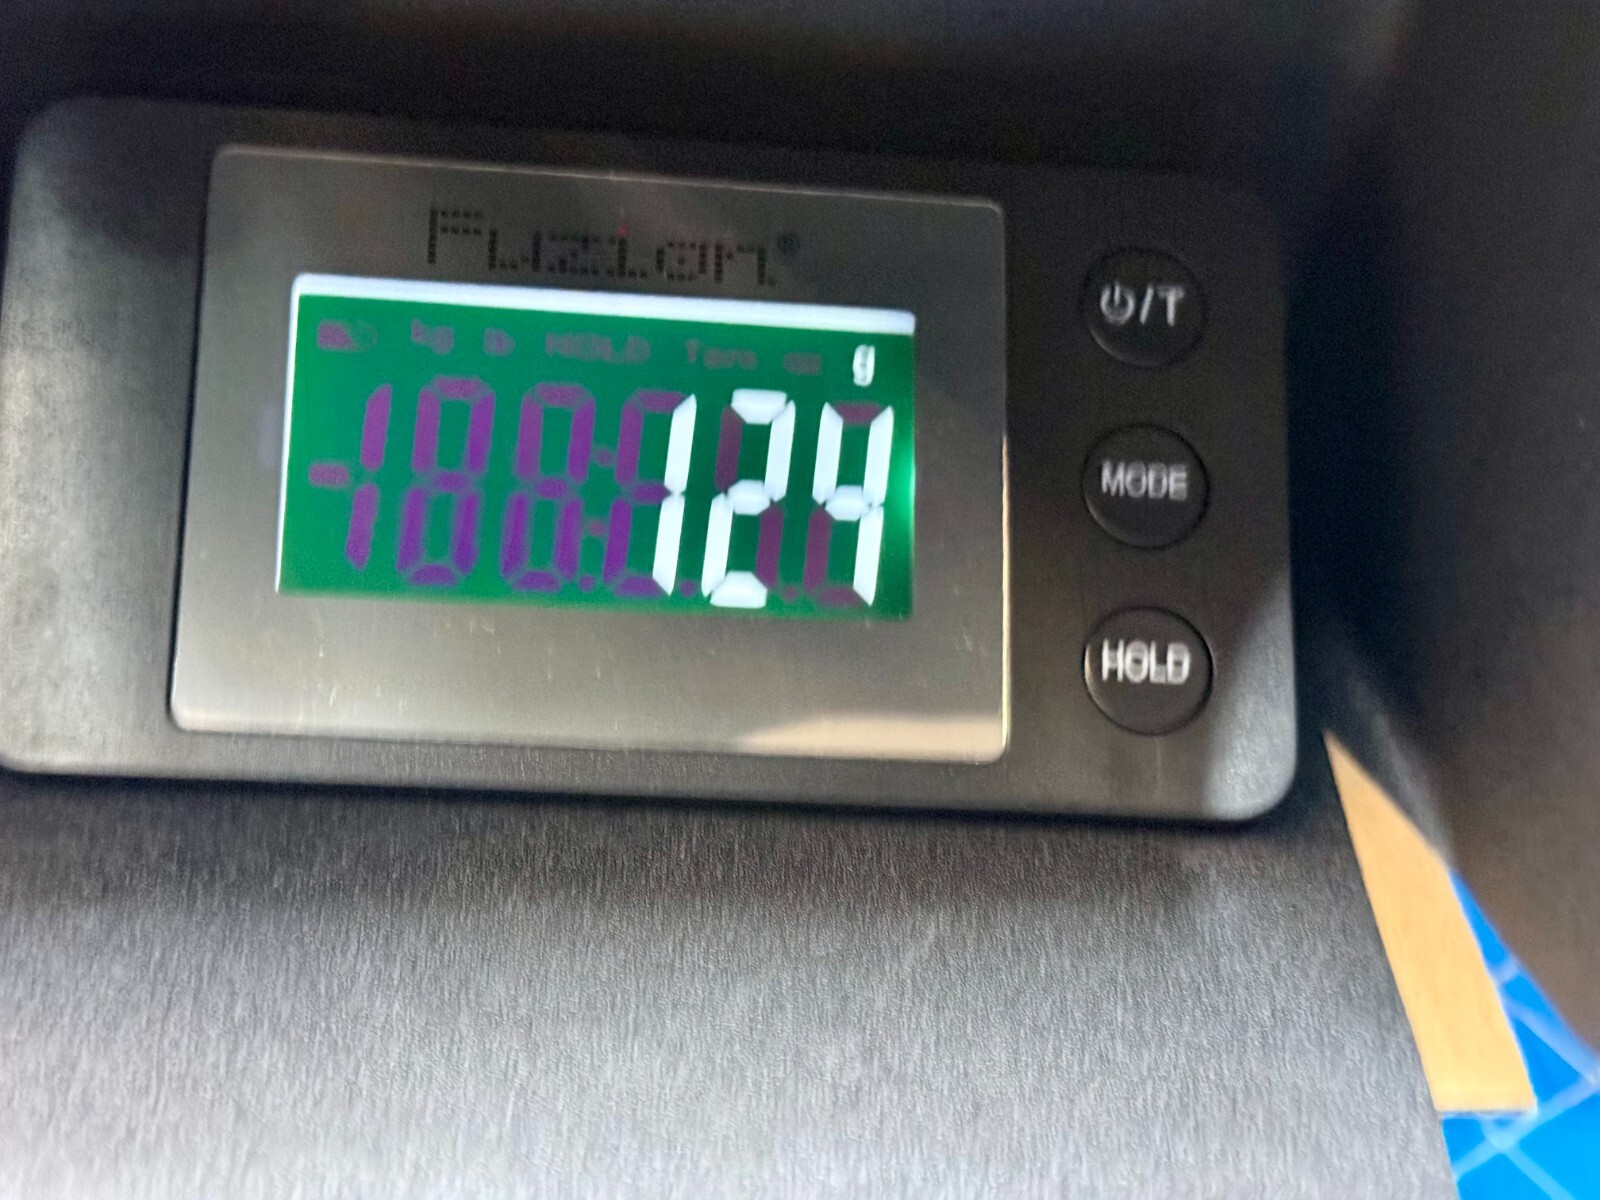 Fuzion®
kg lb HOLD Tare oz g
124
⏻/T
MODE
HOLD